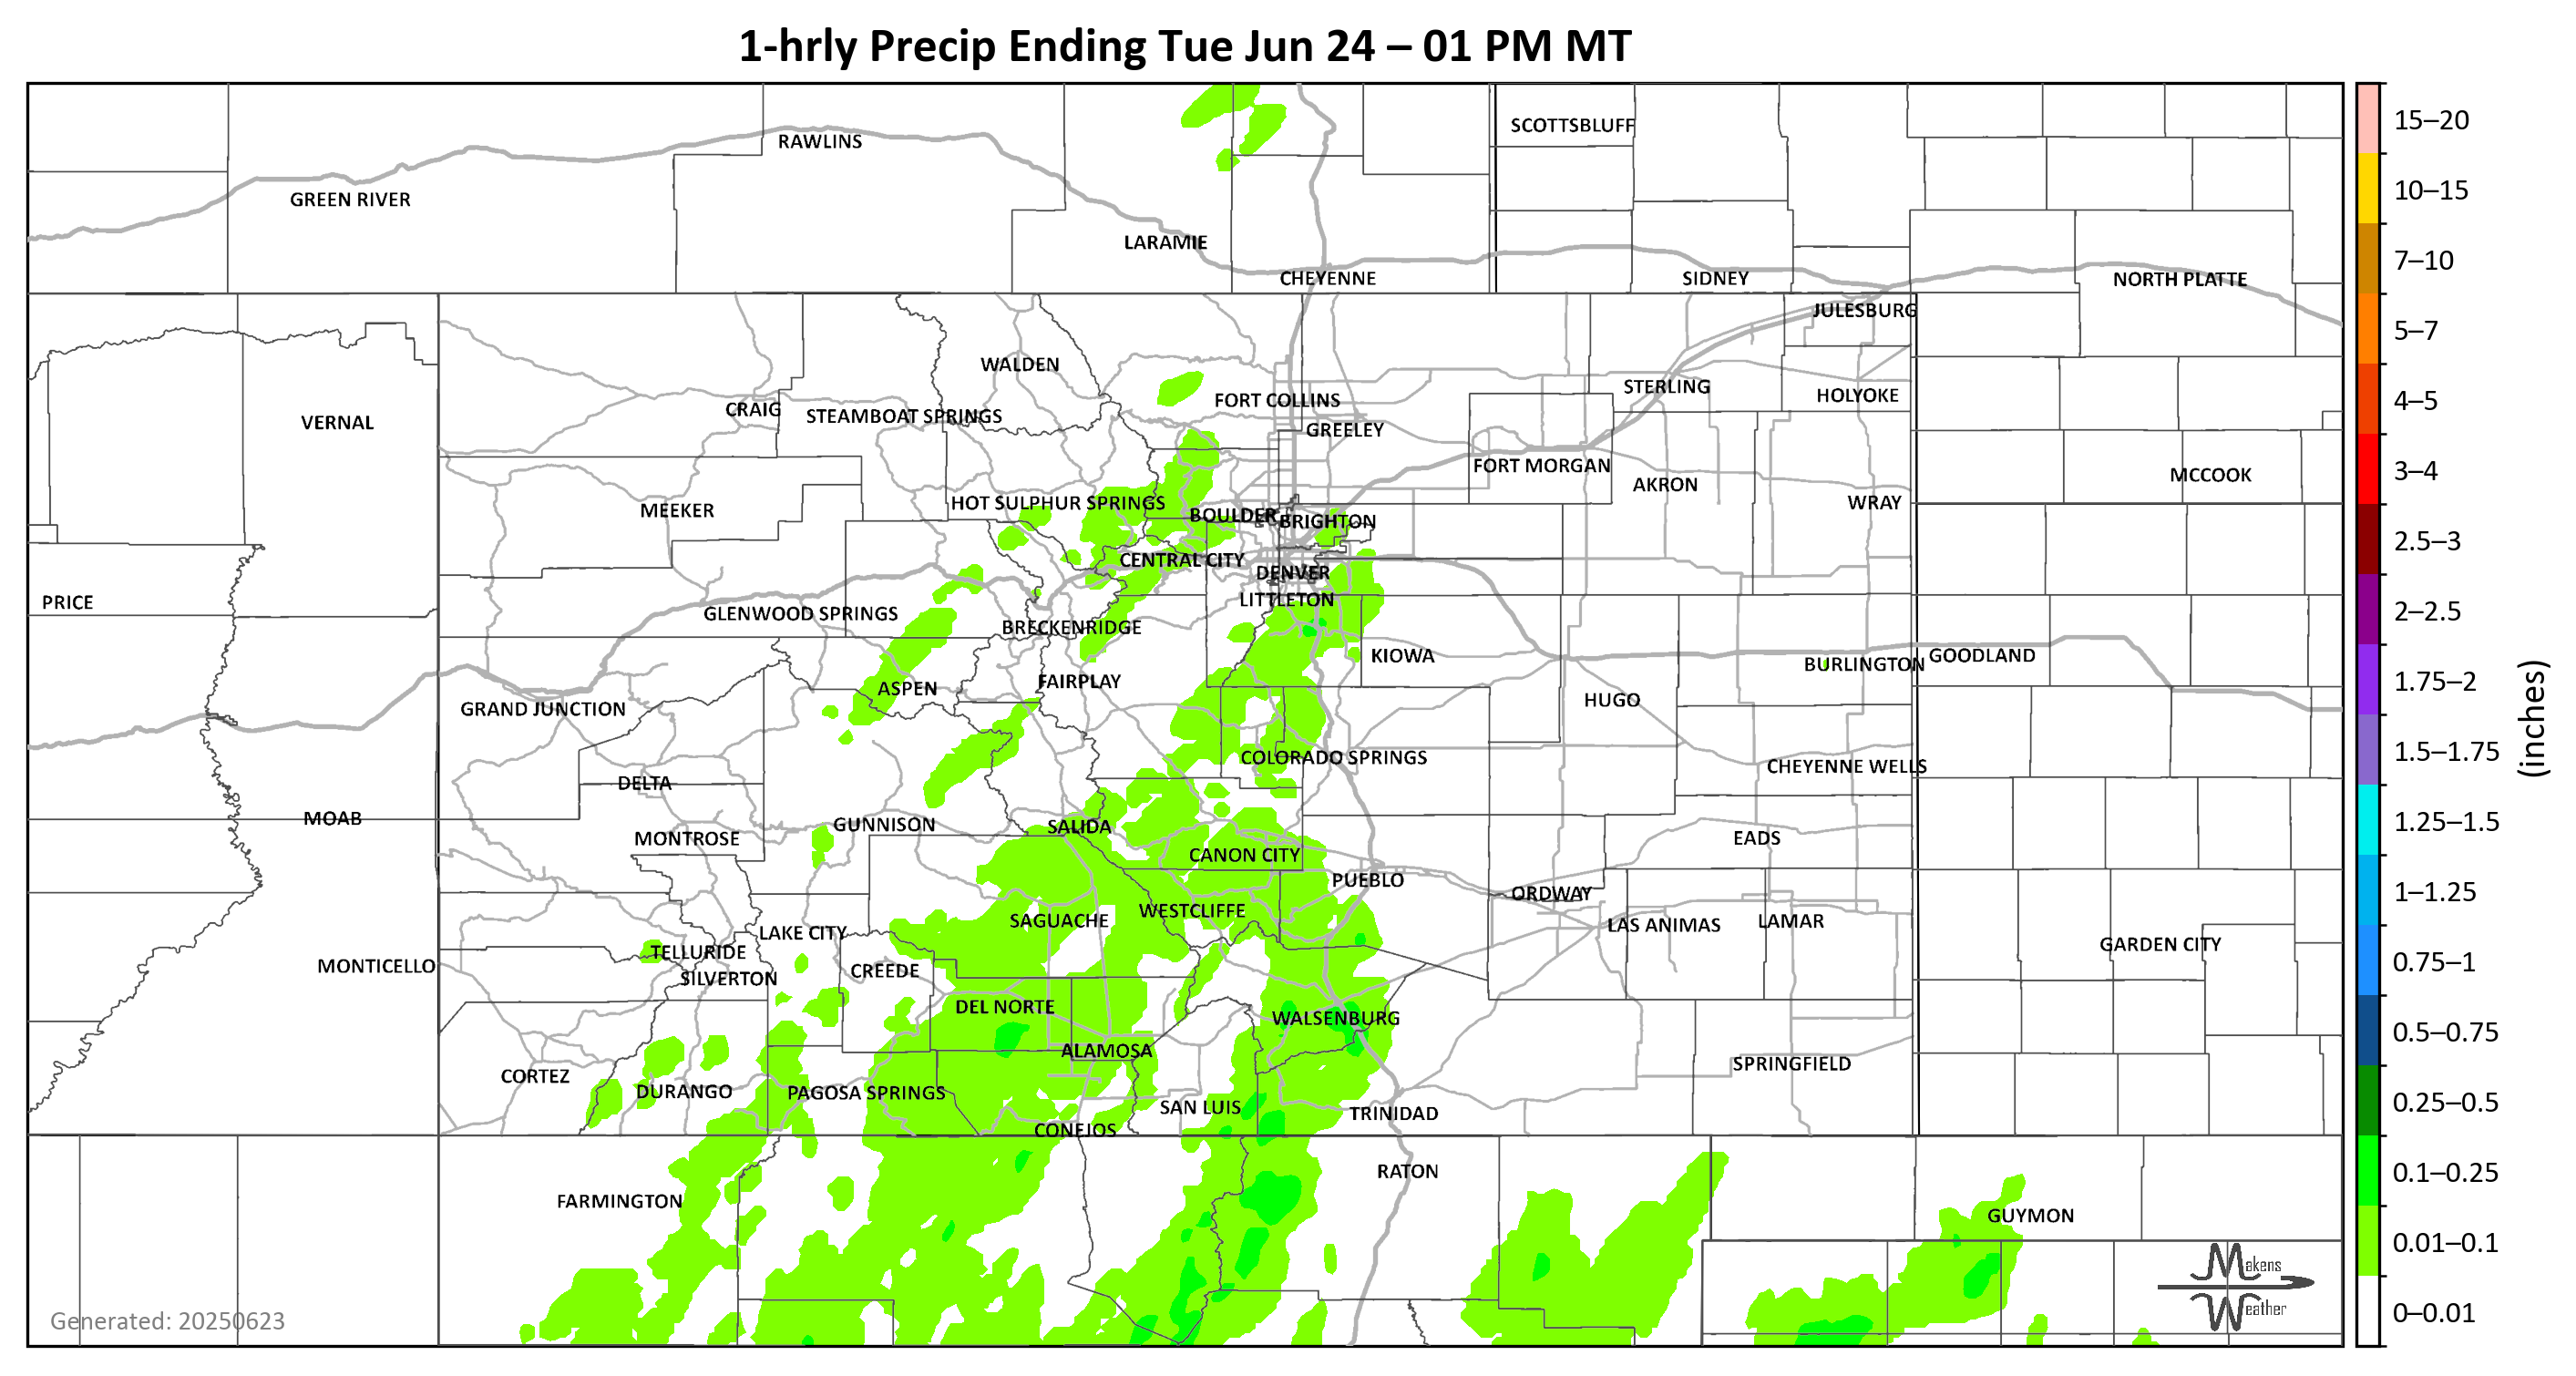 1-hrly Precip Ending Tue Jun 24 – 01 PM MT
SCOTTSBLUFF
RAWLINS
GREEN RIVER
LARAMIE
CHEYENNE
SIDNEY
NORTH PLATTE
JULESBURG
WALDEN
STERLING
HOLYOKE
FORT COLLINS
CRAIG
STEAMBOAT SPRINGS
VERNAL
GREELEY
FORT MORGAN
MCCOOK
AKRON
HOT SULPHUR SPRINGS
WRAY
MEEKER
BOULDER
BRIGHTON
CENTRAL CITY
DENVER
PRICE
LITTLETON
GLENWOOD SPRINGS
BRECKENRIDGE
KIOWA
GOODLAND
BURLINGTON
FAIRPLAY
ASPEN
HUGO
GRAND JUNCTION
COLORADO SPRINGS
CHEYENNE WELLS
DELTA
MOAB
GUNNISON
SALIDA
MONTROSE
EADS
CANON CITY
PUEBLO
ORDWAY
WESTCLIFFE
SAGUACHE
LAS ANIMAS
LAMAR
LAKE CITY
GARDEN CITY
TELLURIDE
MONTICELLO
CREEDE
SILVERTON
DEL NORTE
WALSENBURG
ALAMOSA
SPRINGFIELD
CORTEZ
DURANGO
PAGOSA SPRINGS
SAN LUIS
TRINIDAD
CONEJOS
RATON
FARMINGTON
GUYMON
Makens
Weather
Generated: 20250623
15–20
10–15
7–10
5–7
4–5
3–4
2.5–3
2–2.5
1.75–2
1.5–1.75
1.25–1.5
1–1.25
0.75–1
0.5–0.75
0.25–0.5
0.1–0.25
0.01–0.1
0–0.01
(inches)